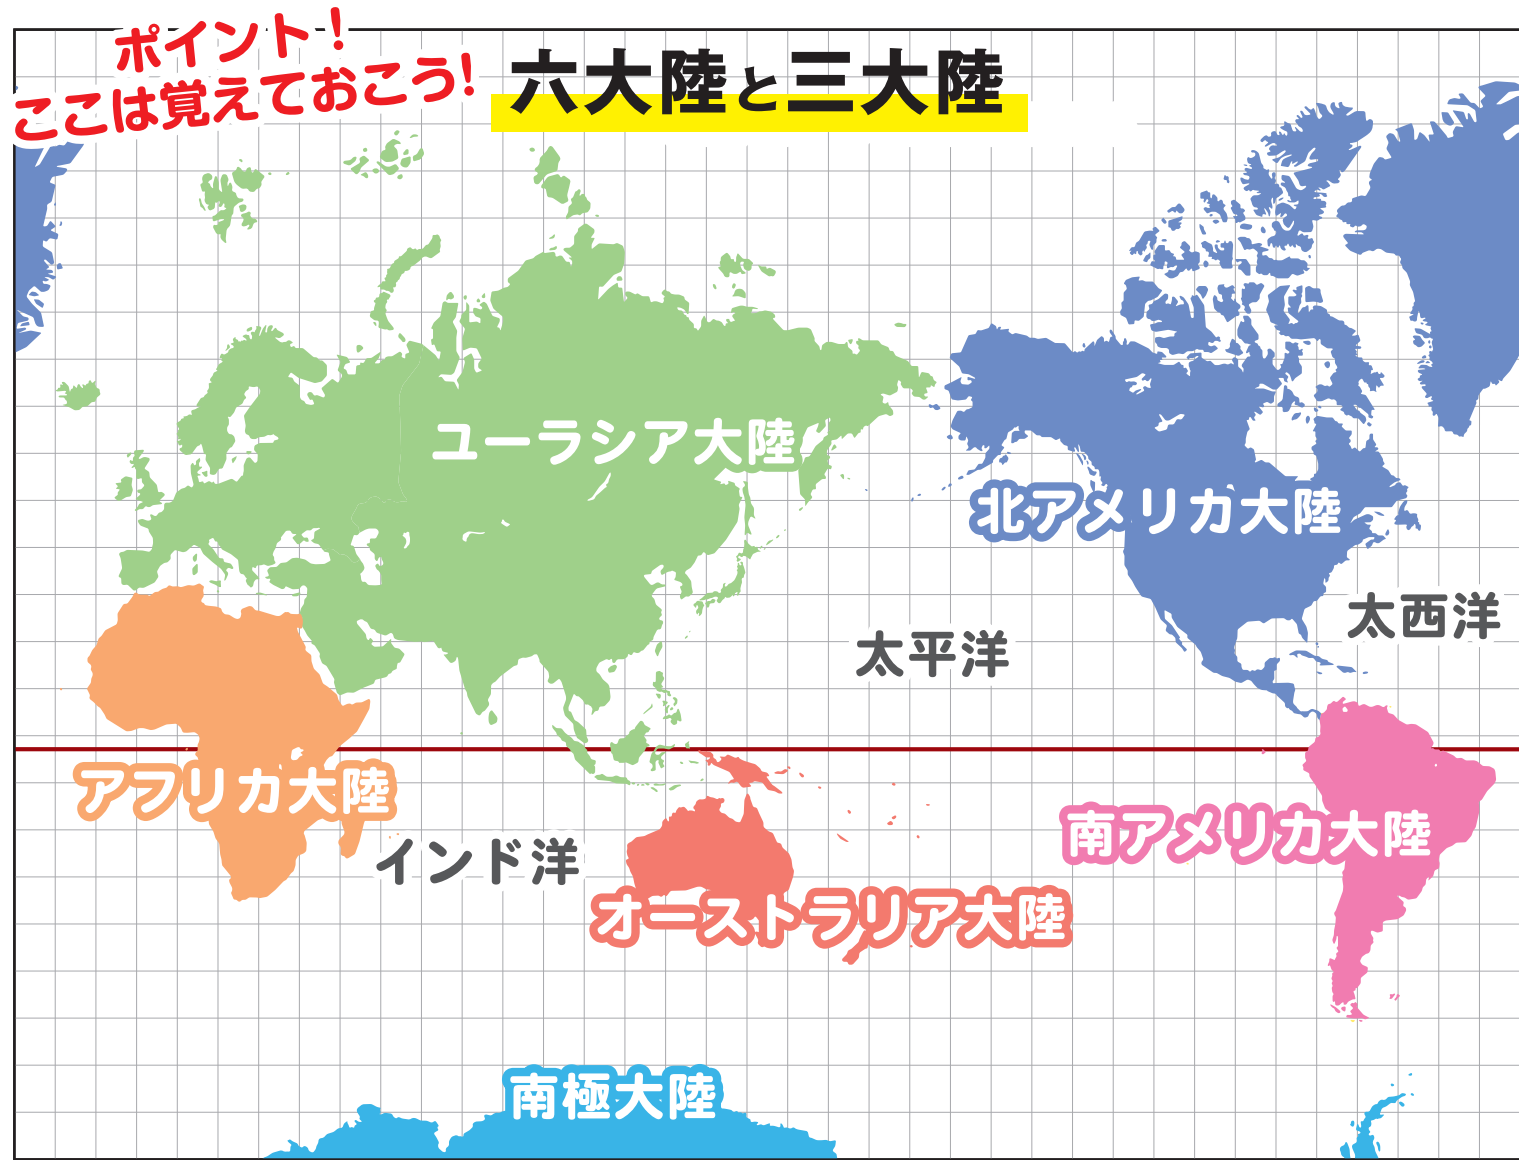 ポイント!
ここは覚えておこう!
六大陸と三大陸
ユーラシア大陸
北アメリカ大陸
太西洋
太平洋
アフリカ大陸
南アメリカ大陸
インド洋
オーストラリア大陸
南極大陸